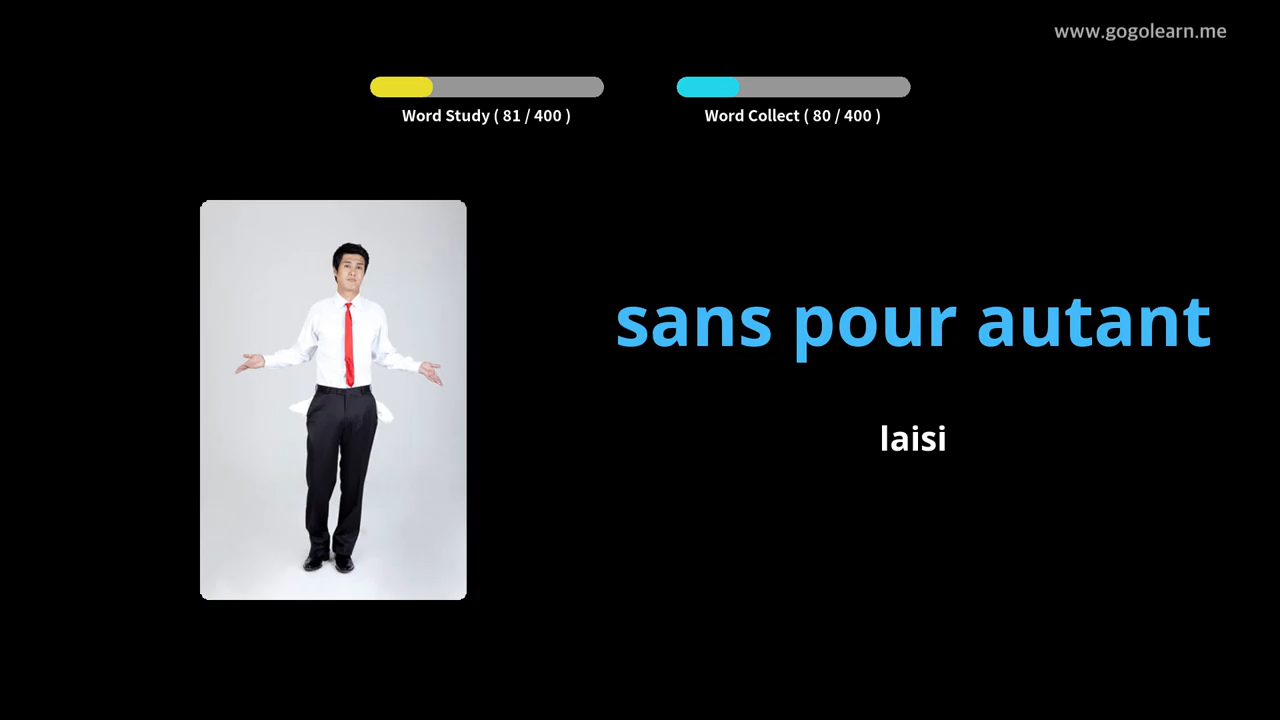 www.gogolearn.me
Word Study ( 81 / 400 )
Word Collect ( 80 / 400 )
sans pour autant
laisi